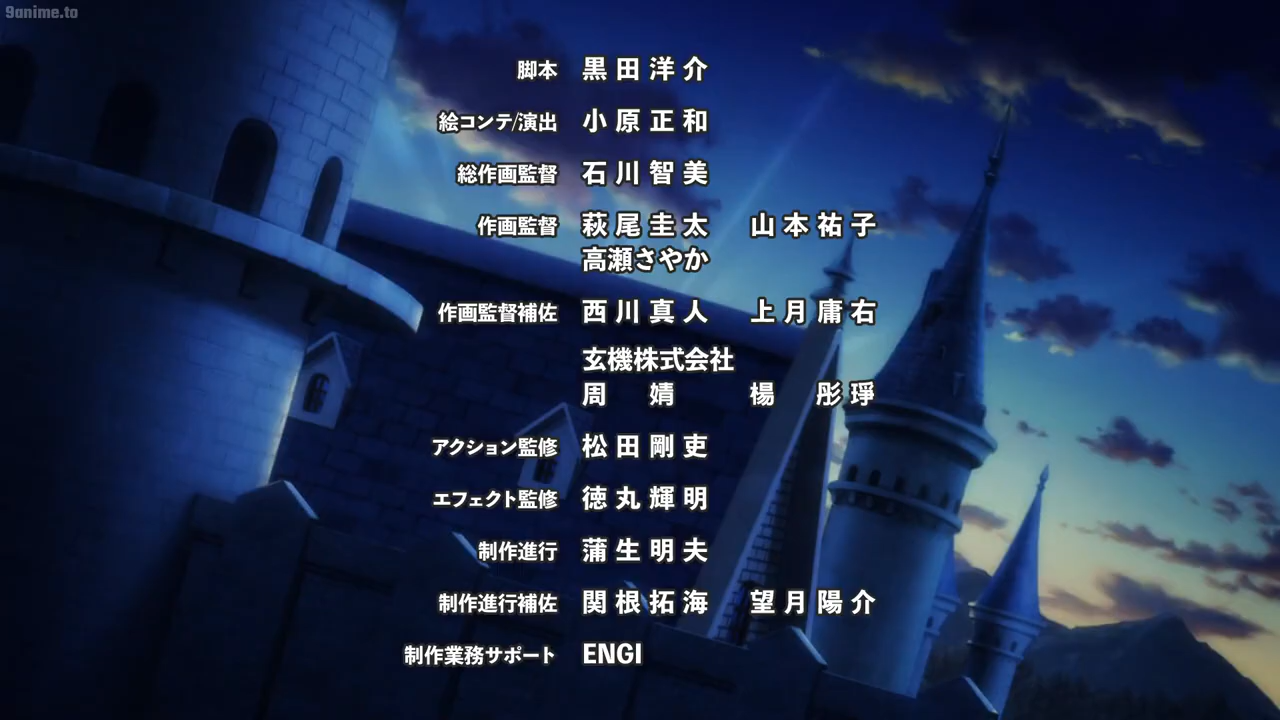 9anime.to
脚本 黒田洋介
絵コンテ/演出 小原正和
総作画監督 石川智美
作画監督 萩尾圭太 山本祐子
高瀬さやか
作画監督補佐 西川真人 上月庸右
玄機株式会社
周 婧 楊 彤琤
アクション監修 松田剛吏
エフェクト監修 徳丸輝明
制作進行 蒲生明夫
制作進行補佐 関根拓海 望月陽介
制作業務サポート ENGI